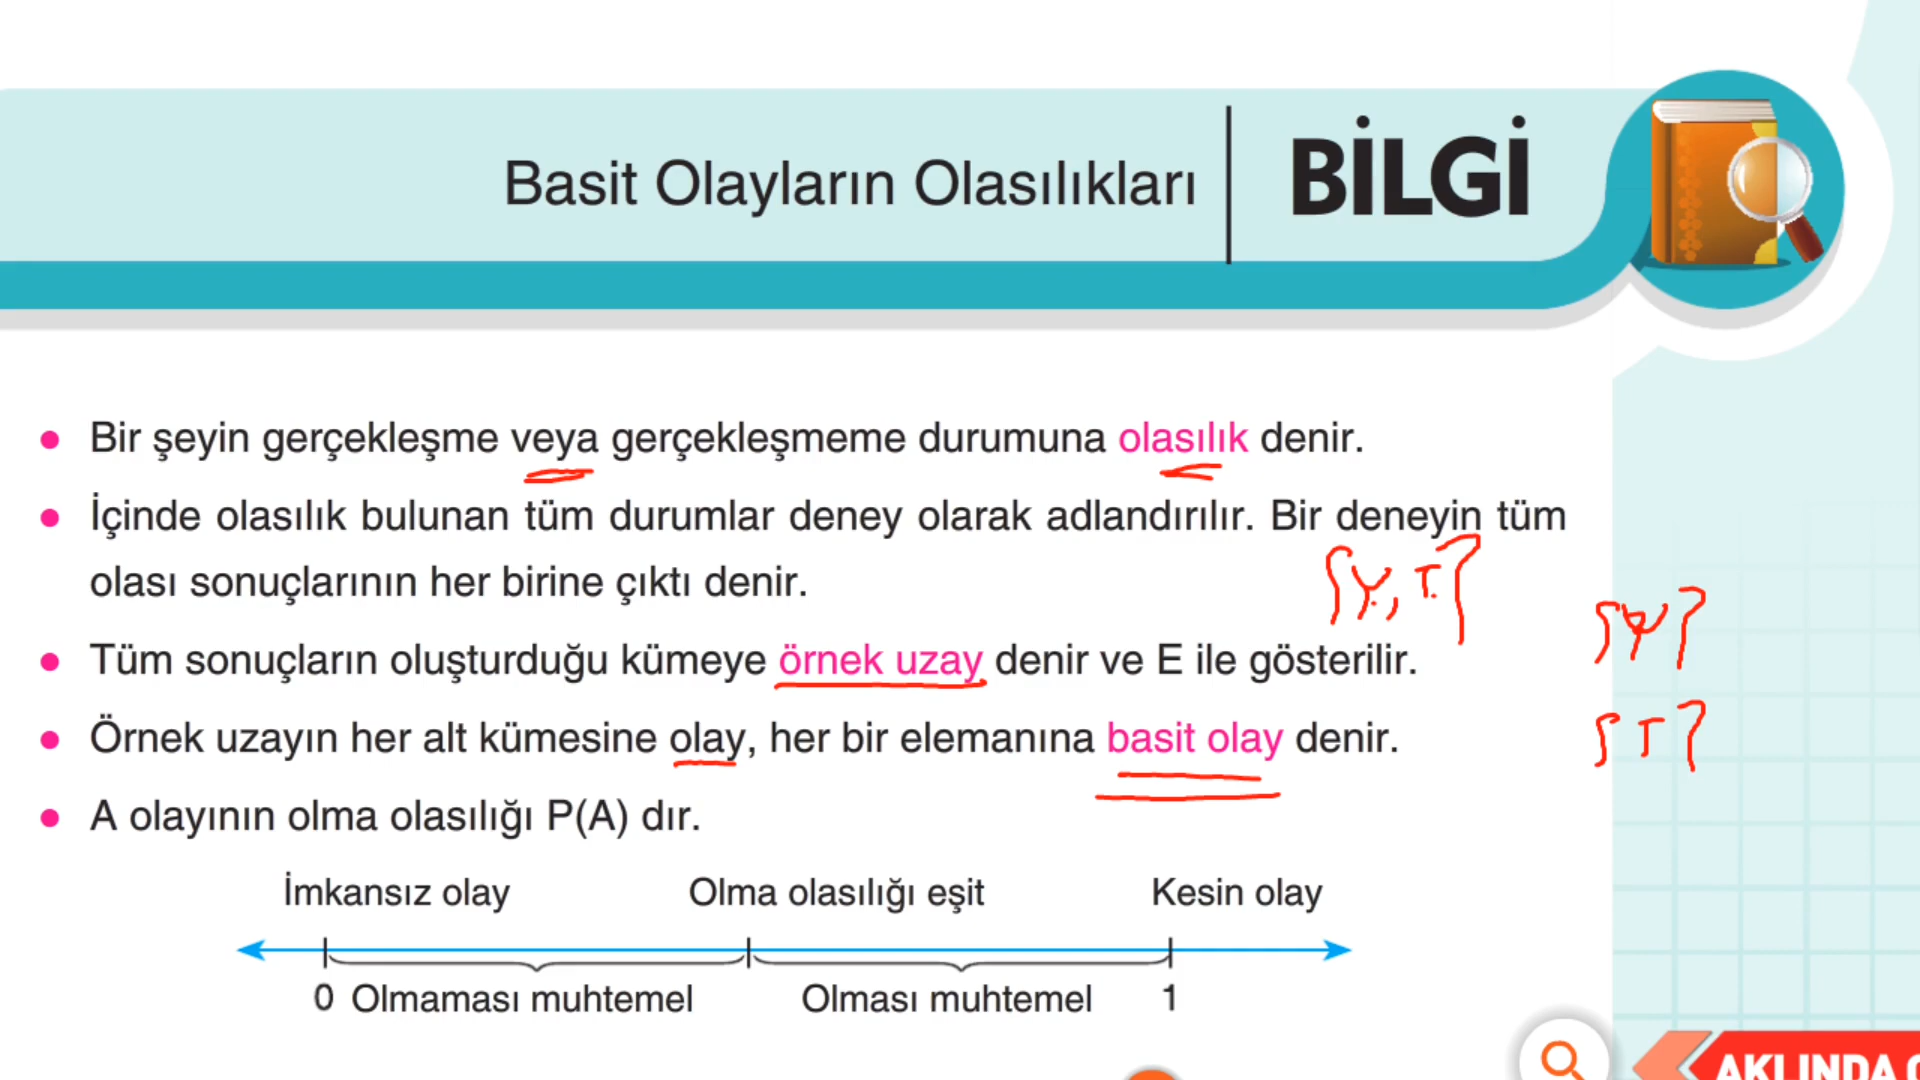 Basit Olayların Olasılıkları
BİLGİ
• Bir şeyin gerçekleşme veya gerçekleşmeme durumuna olasılık denir.
• İçinde olasılık bulunan tüm durumlar deney olarak adlandırılır. Bir deneyin tüm
olası sonuçlarının her birine çıktı denir.
{Y, T}
{Y}
• Tüm sonuçların oluşturduğu kümeye örnek uzay denir ve E ile gösterilir.
{T}
• Örnek uzayın her alt kümesine olay, her bir elemanına basit olay denir.
• A olayının olma olasılığı P(A) dır.
İmkansız olay Olma olasılığı eşit Kesin olay
0 Olmaması muhtemel Olması muhtemel 1